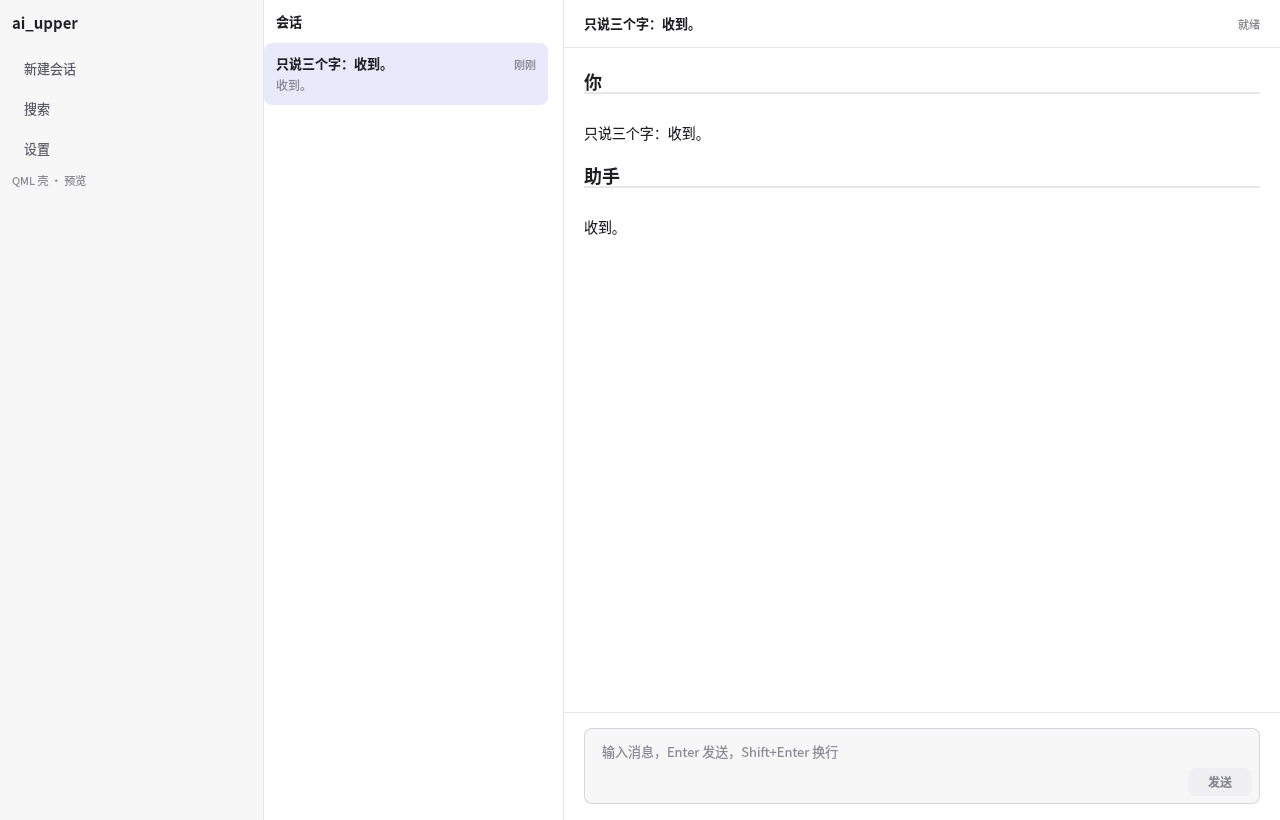 ai_upper
新建会话
搜索
设置
QML 壳 · 预览
会话
只说三个字：收到。
刚刚
收到。
只说三个字：收到。
就绪
你
只说三个字：收到。
助手
收到。
输入消息，Enter 发送，Shift+Enter 换行
发送